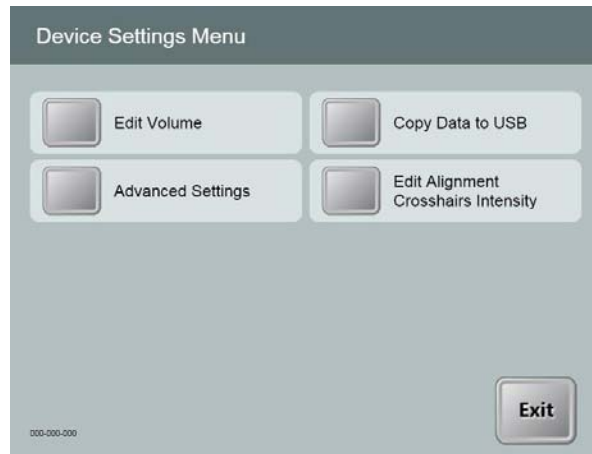 Device Settings Menu
Edit Volume
Copy Data to USB
Advanced Settings
Edit Alignment
Crosshairs Intensity
Exit
000-000-000